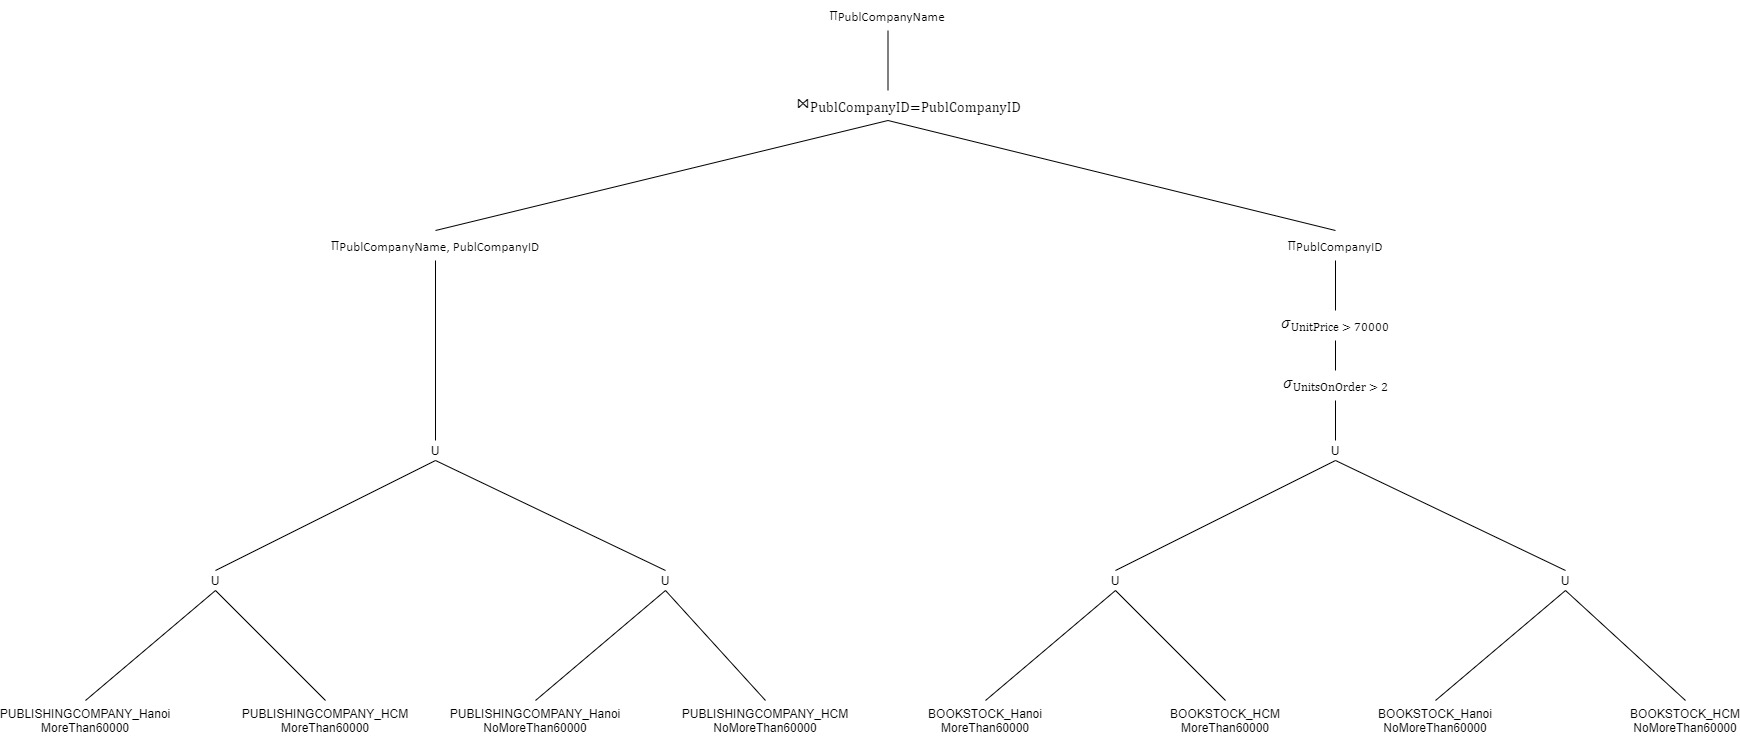 ΠPublCompanyName
⋈PublCompanyID=PublCompanyID
ΠPublCompanyName, PublCompanyID
ΠPublCompanyID
σUnitPrice > 70000
σUnitsOnOrder > 2
U
U
U
U
U
U
PUBLISHINGCOMPANY_Hanoi
MoreThan60000
PUBLISHINGCOMPANY_HCM
MoreThan60000
PUBLISHINGCOMPANY_Hanoi
NoMoreThan60000
PUBLISHINGCOMPANY_HCM
NoMoreThan60000
BOOKSTOCK_Hanoi
MoreThan60000
BOOKSTOCK_HCM
MoreThan60000
BOOKSTOCK_Hanoi
NoMoreThan60000
BOOKSTOCK_HCM
NoMoreThan60000